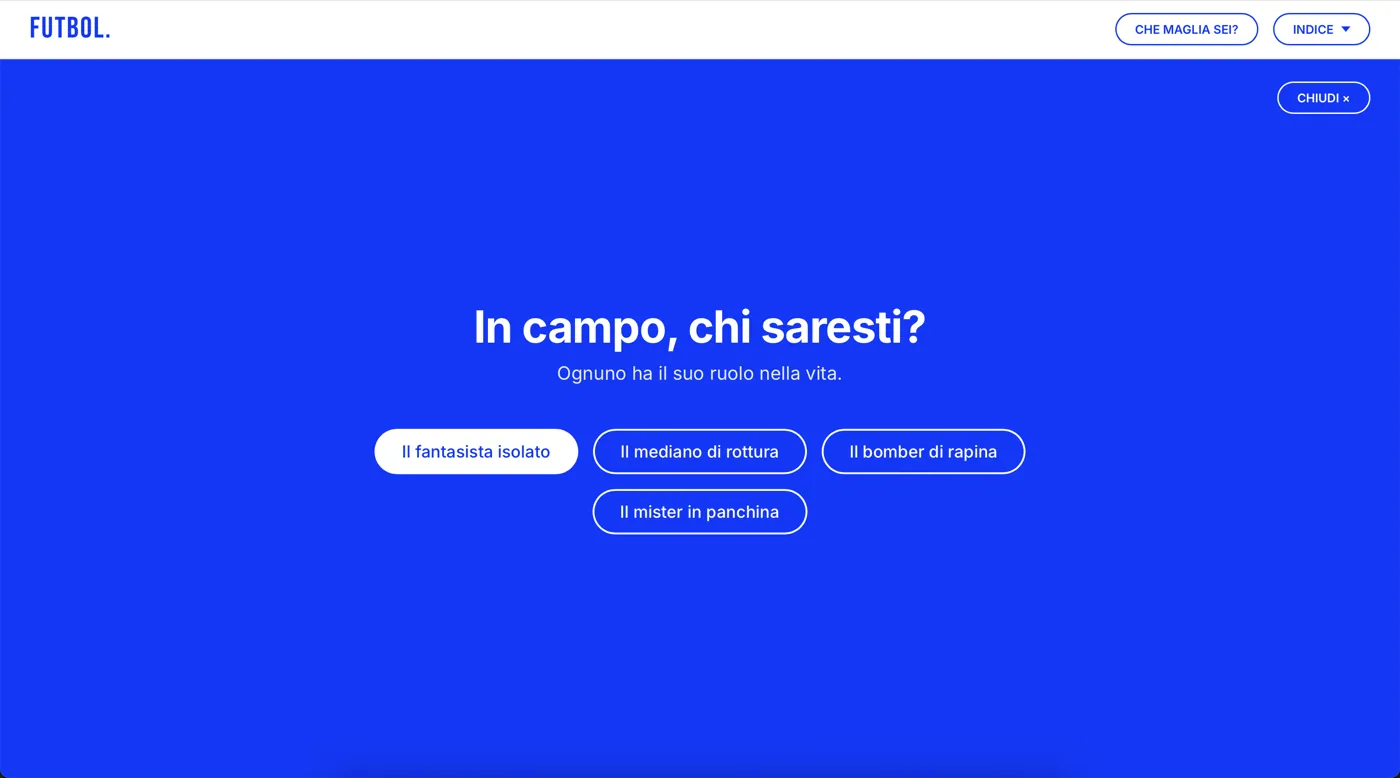 FUTBOL.
CHE MAGLIA SEI?
INDICE
CHIUDI ×
In campo, chi saresti?
Ognuno ha il suo ruolo nella vita.
Il fantasista isolato
Il mediano di rottura
Il bomber di rapina
Il mister in panchina